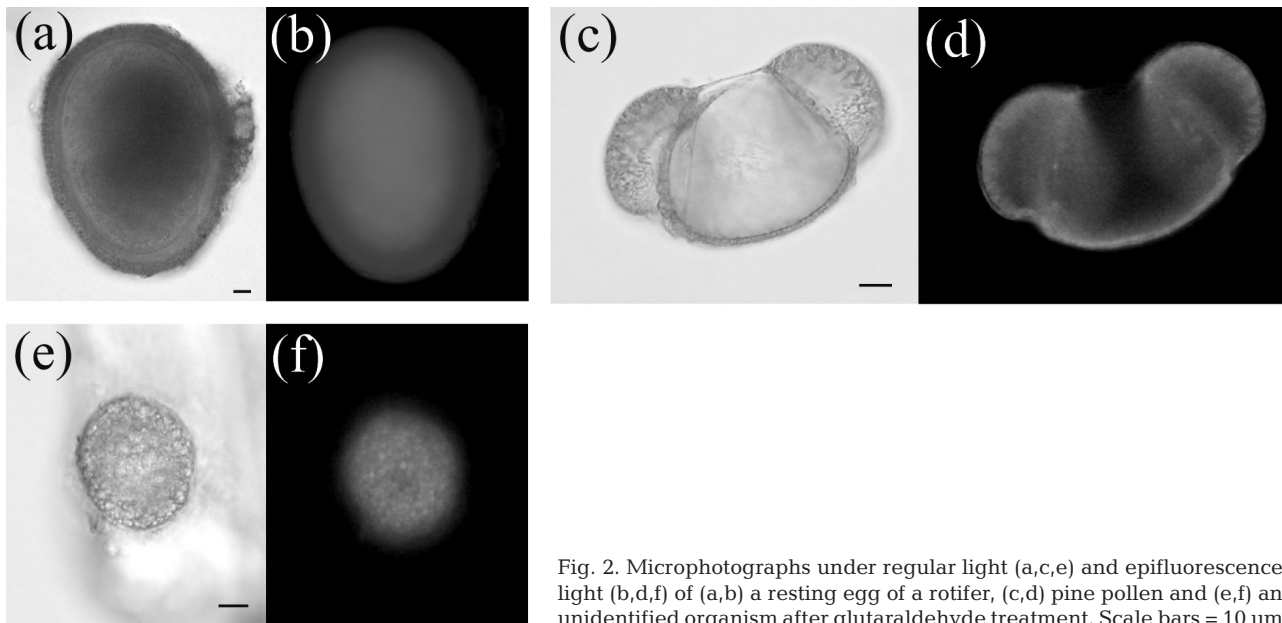 (a)
(b)
(c)
(d)
(e)
(f)
Fig. 2. Microphotographs under regular light (a,c,e) and epifluorescence
light (b,d,f) of (a,b) a resting egg of a rotifer, (c,d) pine pollen and (e,f) an
unidentified organism after glutaraldehyde treatment. Scale bars = 10 µm